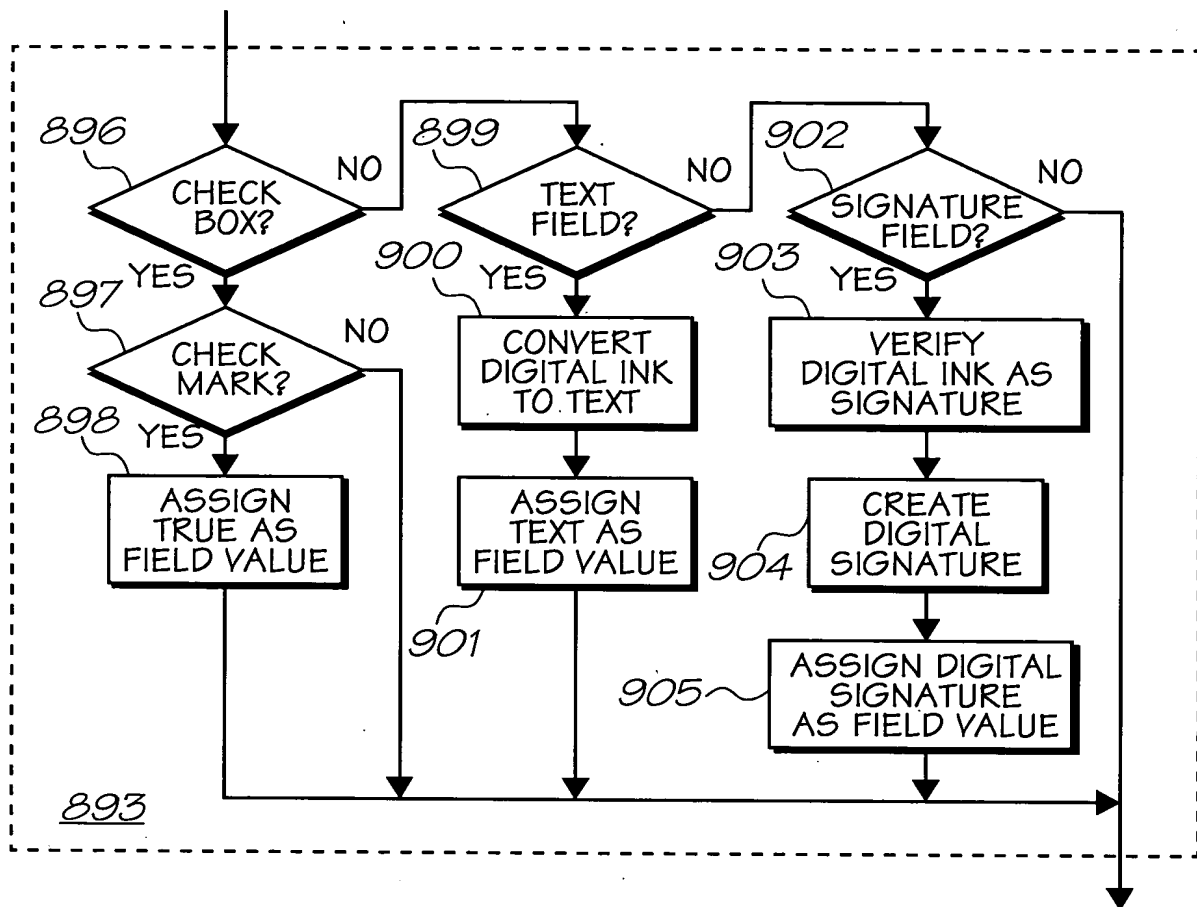 896
CHECK
BOX?
NO
YES
897
CHECK
MARK?
NO
YES
898
ASSIGN
TRUE AS
FIELD VALUE
899
TEXT
FIELD?
NO
YES
900
CONVERT
DIGITAL INK
TO TEXT
ASSIGN
TEXT AS
FIELD VALUE
901
902
SIGNATURE
FIELD?
NO
YES
903
VERIFY
DIGITAL INK AS
SIGNATURE
CREATE
DIGITAL
SIGNATURE
904
ASSIGN DIGITAL
SIGNATURE
AS FIELD VALUE
905
893